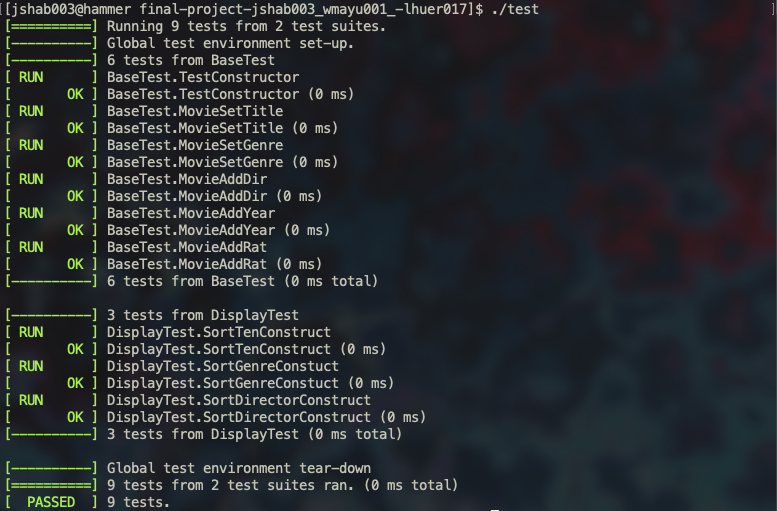 [[jshab003@hammer final-project-jshab003_wmayu001_-lhuer017]$ ./test ]
[==========] Running 9 tests from 2 test suites.
[----------] Global test environment set-up.
[----------] 6 tests from BaseTest
[ RUN      ] BaseTest.TestConstructor
[       OK ] BaseTest.TestConstructor (0 ms)
[ RUN      ] BaseTest.MovieSetTitle
[       OK ] BaseTest.MovieSetTitle (0 ms)
[ RUN      ] BaseTest.MovieSetGenre
[       OK ] BaseTest.MovieSetGenre (0 ms)
[ RUN      ] BaseTest.MovieAddDir
[       OK ] BaseTest.MovieAddDir (0 ms)
[ RUN      ] BaseTest.MovieAddYear
[       OK ] BaseTest.MovieAddYear (0 ms)
[ RUN      ] BaseTest.MovieAddRat
[       OK ] BaseTest.MovieAddRat (0 ms)
[----------] 6 tests from BaseTest (0 ms total)
[----------] 3 tests from DisplayTest
[ RUN      ] DisplayTest.SortTenConstruct
[       OK ] DisplayTest.SortTenConstruct (0 ms)
[ RUN      ] DisplayTest.SortGenreConstuct
[       OK ] DisplayTest.SortGenreConstuct (0 ms)
[ RUN      ] DisplayTest.SortDirectorConstruct
[       OK ] DisplayTest.SortDirectorConstruct (0 ms)
[----------] 3 tests from DisplayTest (0 ms total)
[----------] Global test environment tear-down
[==========] 9 tests from 2 test suites ran. (0 ms total)
[  PASSED  ] 9 tests.